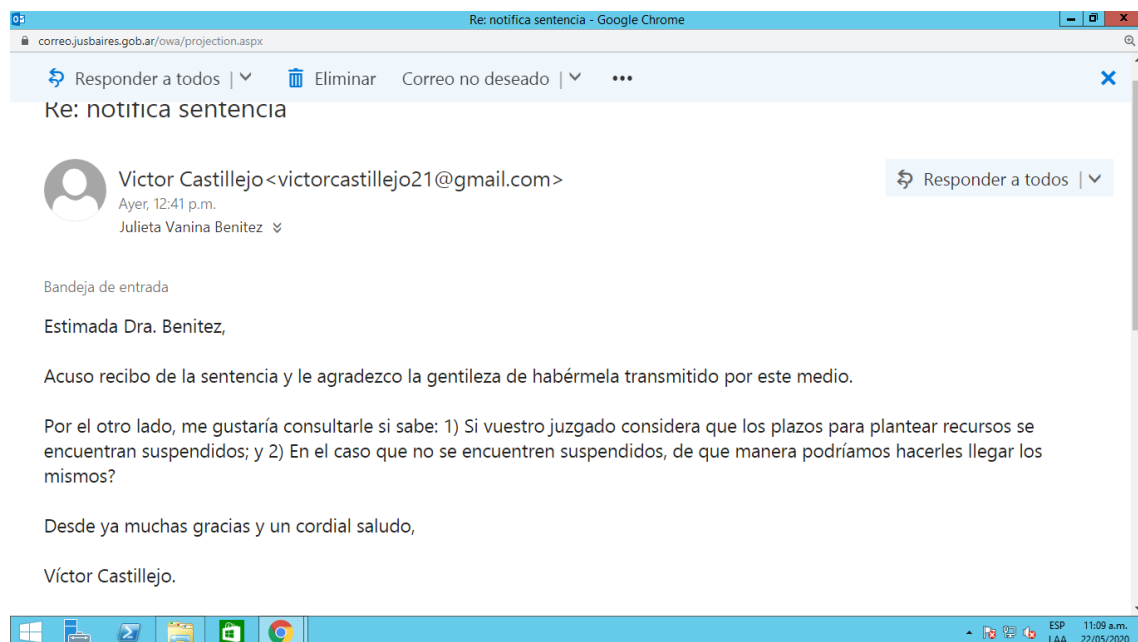 Re: notifica sentencia - Google Chrome
correo.jusbaires.gob.ar/owa/projection.aspx
Responder a todos | Eliminar Correo no deseado | •••
Re: notifica sentencia
Victor Castillejo<victorcastillejo21@gmail.com>
Responder a todos |
Ayer, 12:41 p.m.
Julieta Vanina Benitez
Bandeja de entrada
Estimada Dra. Benitez,
Acuso recibo de la sentencia y le agradezco la gentileza de habérmela transmitido por este medio.
Por el otro lado, me gustaría consultarle si sabe: 1) Si vuestro juzgado considera que los plazos para plantear recursos se
encuentran suspendidos; y 2) En el caso que no se encuentren suspendidos, de que manera podríamos hacerles llegar los
mismos?
Desde ya muchas gracias y un cordial saludo,
Víctor Castillejo.
ESP 11:09 a.m.
LAA 22/05/2020